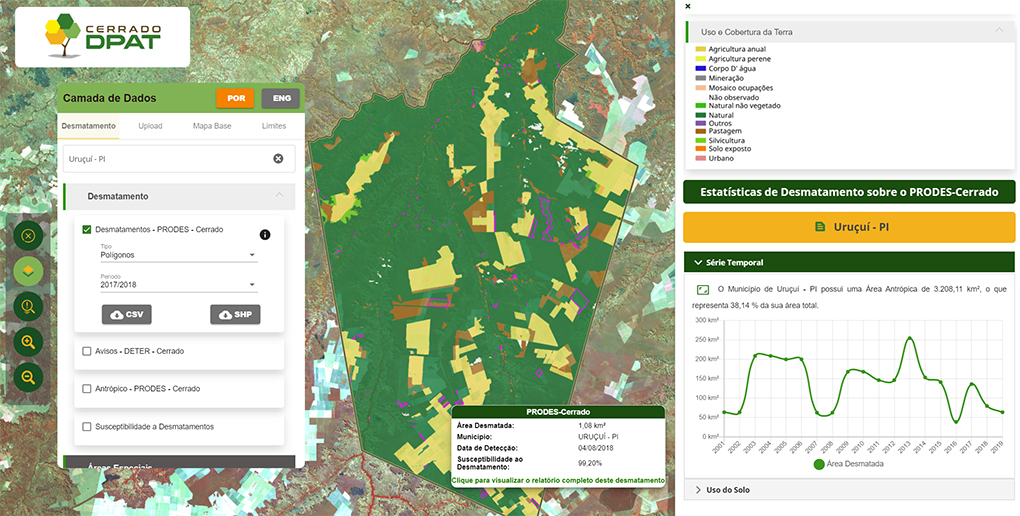 CERRADO
DPAT
Camada de Dados
POR
ENG
Desmatamento
Upload
Mapa Base
Limites
Uruçuí - PI
Desmatamento
Desmatamentos - PRODES - Cerrado
Tipo
Polígonos
Período
2017/2018
CSV
SHP
Avisos - DETER - Cerrado
Antrópico - PRODES - Cerrado
Susceptibilidade a Desmatamentos
Áreas Especiais
PRODES-Cerrado
Área Desmatada: 1,08 km²
Município: URUÇUÍ - PI
Data de Detecção: 04/08/2018
Susceptibilidade ao
Desmatamento: 99,20%
Clique para visualizar o relatório completo deste desmatamento
Uso e Cobertura da Terra
Agricultura anual
Agricultura perene
Corpo D' água
Mineração
Mosaico ocupações
Não observado
Natural não vegetado
Natural
Outros
Pastagem
Silvicultura
Solo exposto
Urbano
Estatísticas de Desmatamento sobre o PRODES-Cerrado
Uruçuí - PI
Série Temporal
O Município de Uruçuí - PI possui uma Área Antrópica de 3.208,11 km², o que
representa 38,14 % da sua área total.
300 km²
250 km²
200 km²
150 km²
100 km²
50 km²
0 km²
2001 2002 2003 2004 2005 2006 2007 2008 2009 2010 2011 2012 2013 2014 2015 2016 2017 2018 2019
Área Desmatada
Uso do Solo